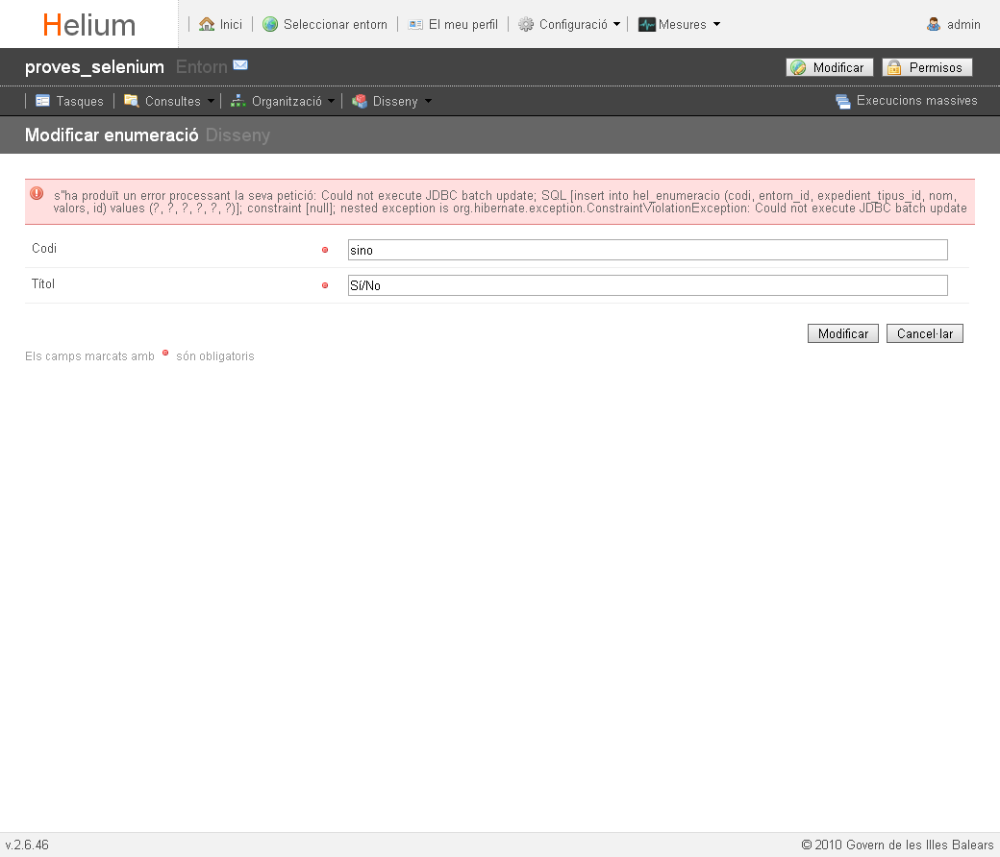 Helium
Inici
Seleccionar entorn
El meu perfil
Configuració
Mesures
admin
proves_selenium Entorn
Modificar
Permisos
Tasques
Consultes
Organització
Disseny
Execucions massives
Modificar enumeració Disseny
s"ha produït un error processant la seva petició: Could not execute JDBC batch update; SQL [insert into hel_enumeracio (codi, entorn_id, expedient_tipus_id, nom,
valors, id) values (?, ?, ?, ?, ?, ?)]; constraint [null]; nested exception is org.hibernate.exception.ConstraintViolationException: Could not execute JDBC batch update
Codi
sino
Títol
Sí/No
Modificar
Cancel·lar
Els camps marcats amb són obligatoris
v.2.6.46
© 2010 Govern de les Illes Balears